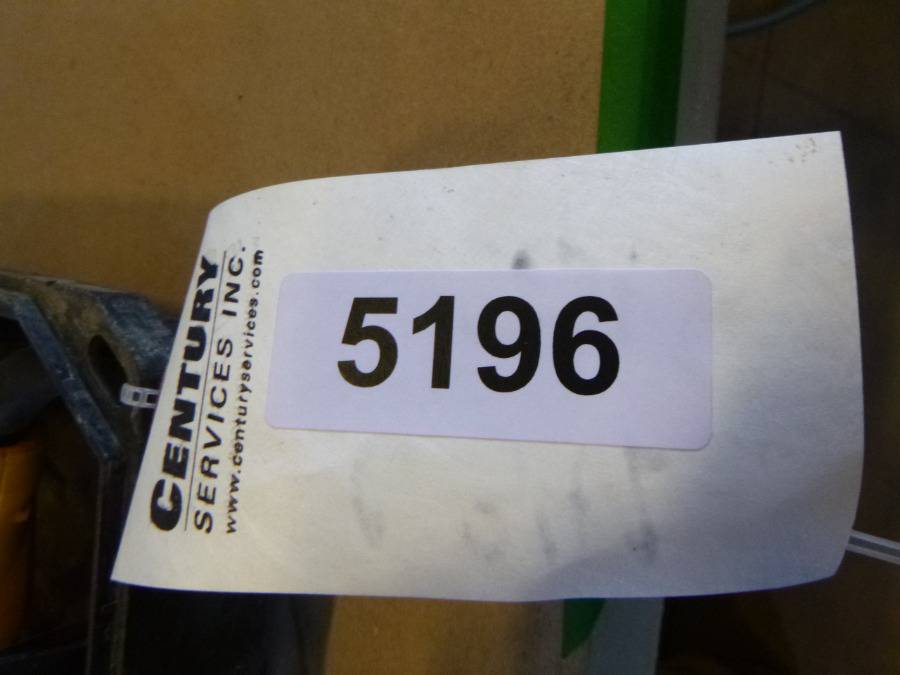 CENTURY
SERVICES INC.
www.centuryservices.com
5196